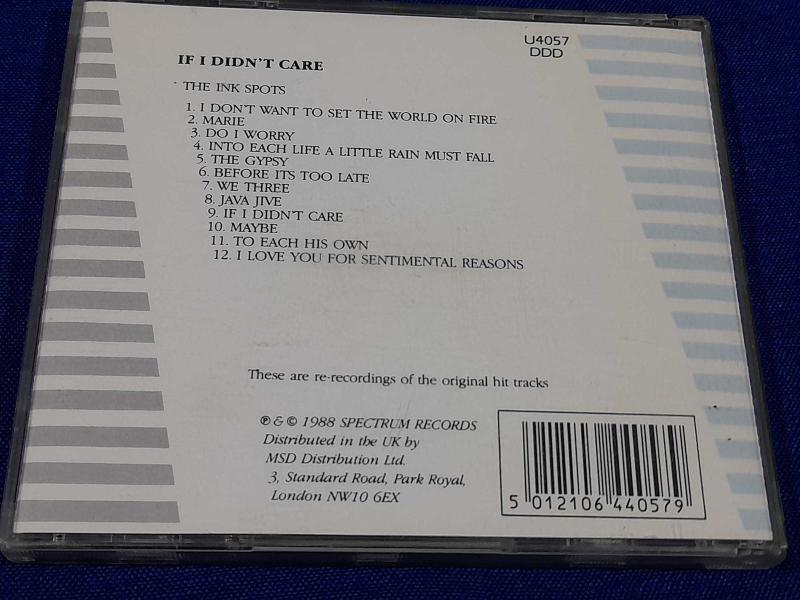 U4057
DDD
IF I DIDN'T CARE
THE INK SPOTS
1. I DON'T WANT TO SET THE WORLD ON FIRE
2. MARIE
3. DO I WORRY
4. INTO EACH LIFE A LITTLE RAIN MUST FALL
5. THE GYPSY
6. BEFORE ITS TOO LATE
7. WE THREE
8. JAVA JIVE
9. IF I DIDN'T CARE
10. MAYBE
11. TO EACH HIS OWN
12. I LOVE YOU FOR SENTIMENTAL REASONS
These are re-recordings of the original hit tracks
℗ & © 1988 SPECTRUM RECORDS
Distributed in the UK by
MSD Distribution Ltd.
3, Standard Road, Park Royal,
London NW10 6EX
5 012106 440579